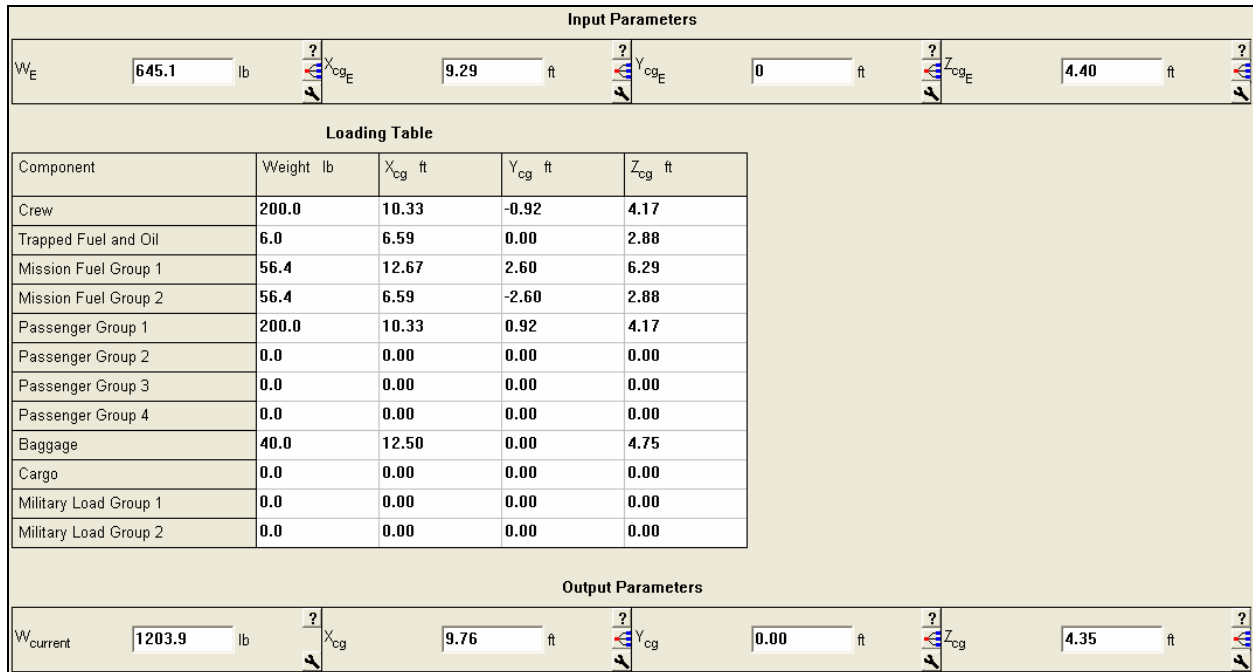 Input Parameters
W_E 645.1 lb ? X_cg_E 9.29 ft ? Y_cg_E 0 ft ? Z_cg_E 4.40 ft ?
Loading Table
Component Weight lb X_cg ft Y_cg ft Z_cg ft
Crew 200.0 10.33 -0.92 4.17
Trapped Fuel and Oil 6.0 6.59 0.00 2.88
Mission Fuel Group 1 56.4 12.67 2.60 6.29
Mission Fuel Group 2 56.4 6.59 -2.60 2.88
Passenger Group 1 200.0 10.33 0.92 4.17
Passenger Group 2 0.0 0.00 0.00 0.00
Passenger Group 3 0.0 0.00 0.00 0.00
Passenger Group 4 0.0 0.00 0.00 0.00
Baggage 40.0 12.50 0.00 4.75
Cargo 0.0 0.00 0.00 0.00
Military Load Group 1 0.0 0.00 0.00 0.00
Military Load Group 2 0.0 0.00 0.00 0.00
Output Parameters
W_current 1203.9 lb ? X_cg 9.76 ft ? Y_cg 0.00 ft ? Z_cg 4.35 ft ?